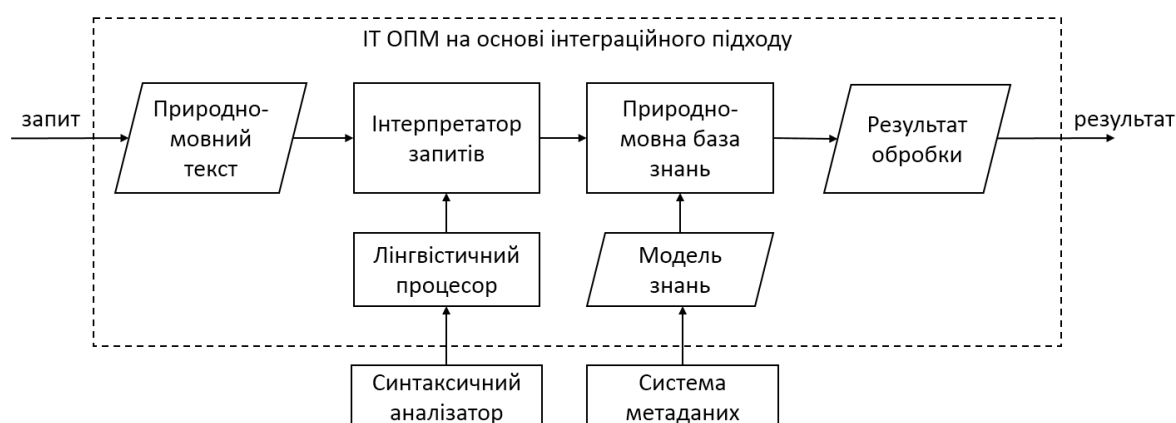 ІТ ОПМ на основі інтеграційного підходу
запит
Природно-
мовний
текст
Інтерпретатор
запитів
Природно-
мовна база
знань
Результат
обробки
результат
Лінгвістичний
процесор
Модель
знань
Синтаксичний
аналізатор
Система
метаданих